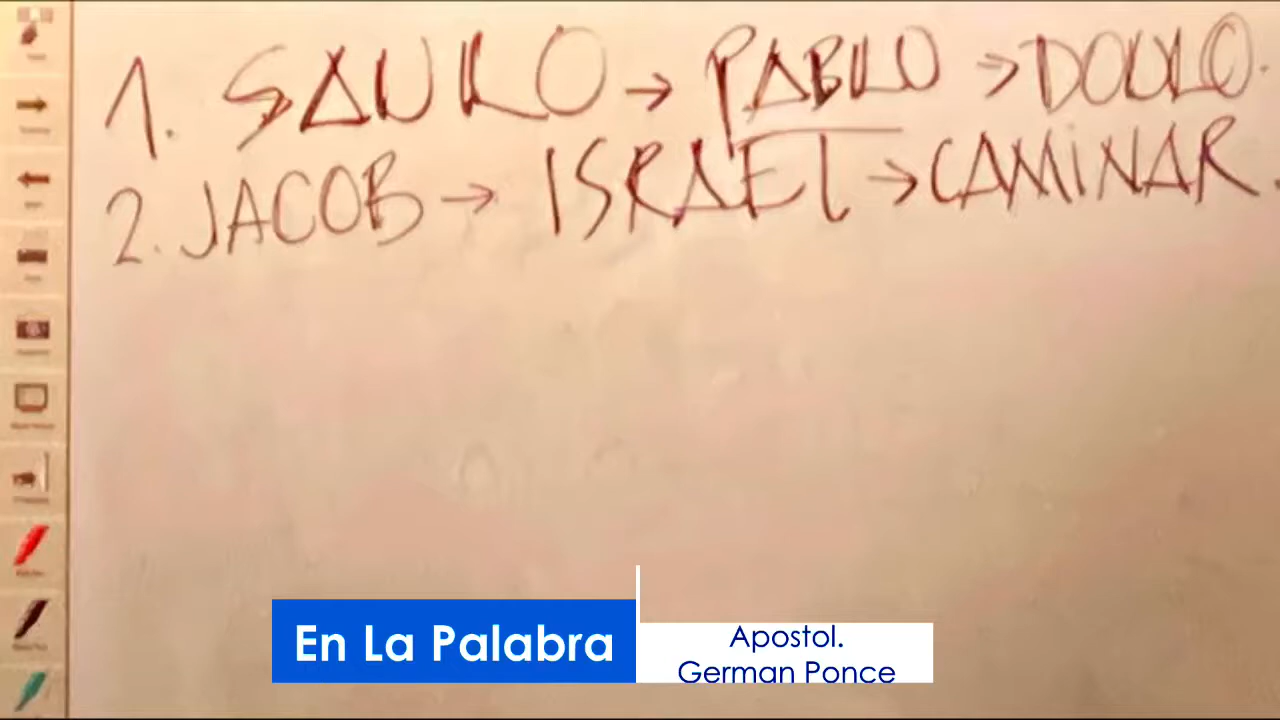 1. SAULO → PABLO → DOULO.
2. JACOB → ISRAEL → CAMINAR.
En La Palabra
Apostol.
German Ponce